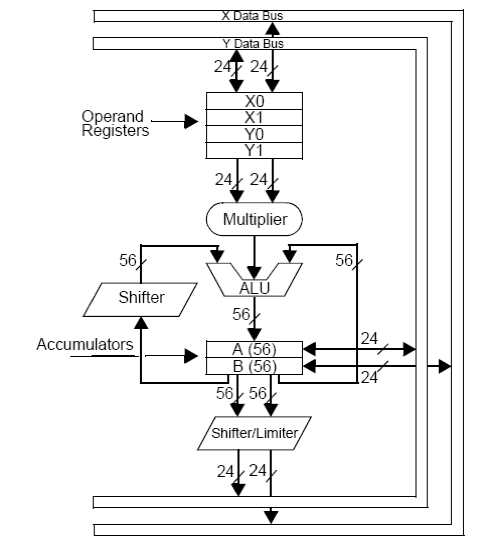 X Data Bus
Y Data Bus
24 24
X0
Operand
Registers
X1
Y0
Y1
24 24
Multiplier
56
56
Shifter
ALU
56
Accumulators
A (56)
24
B (56)
24
56 56
Shifter/Limiter
24 24